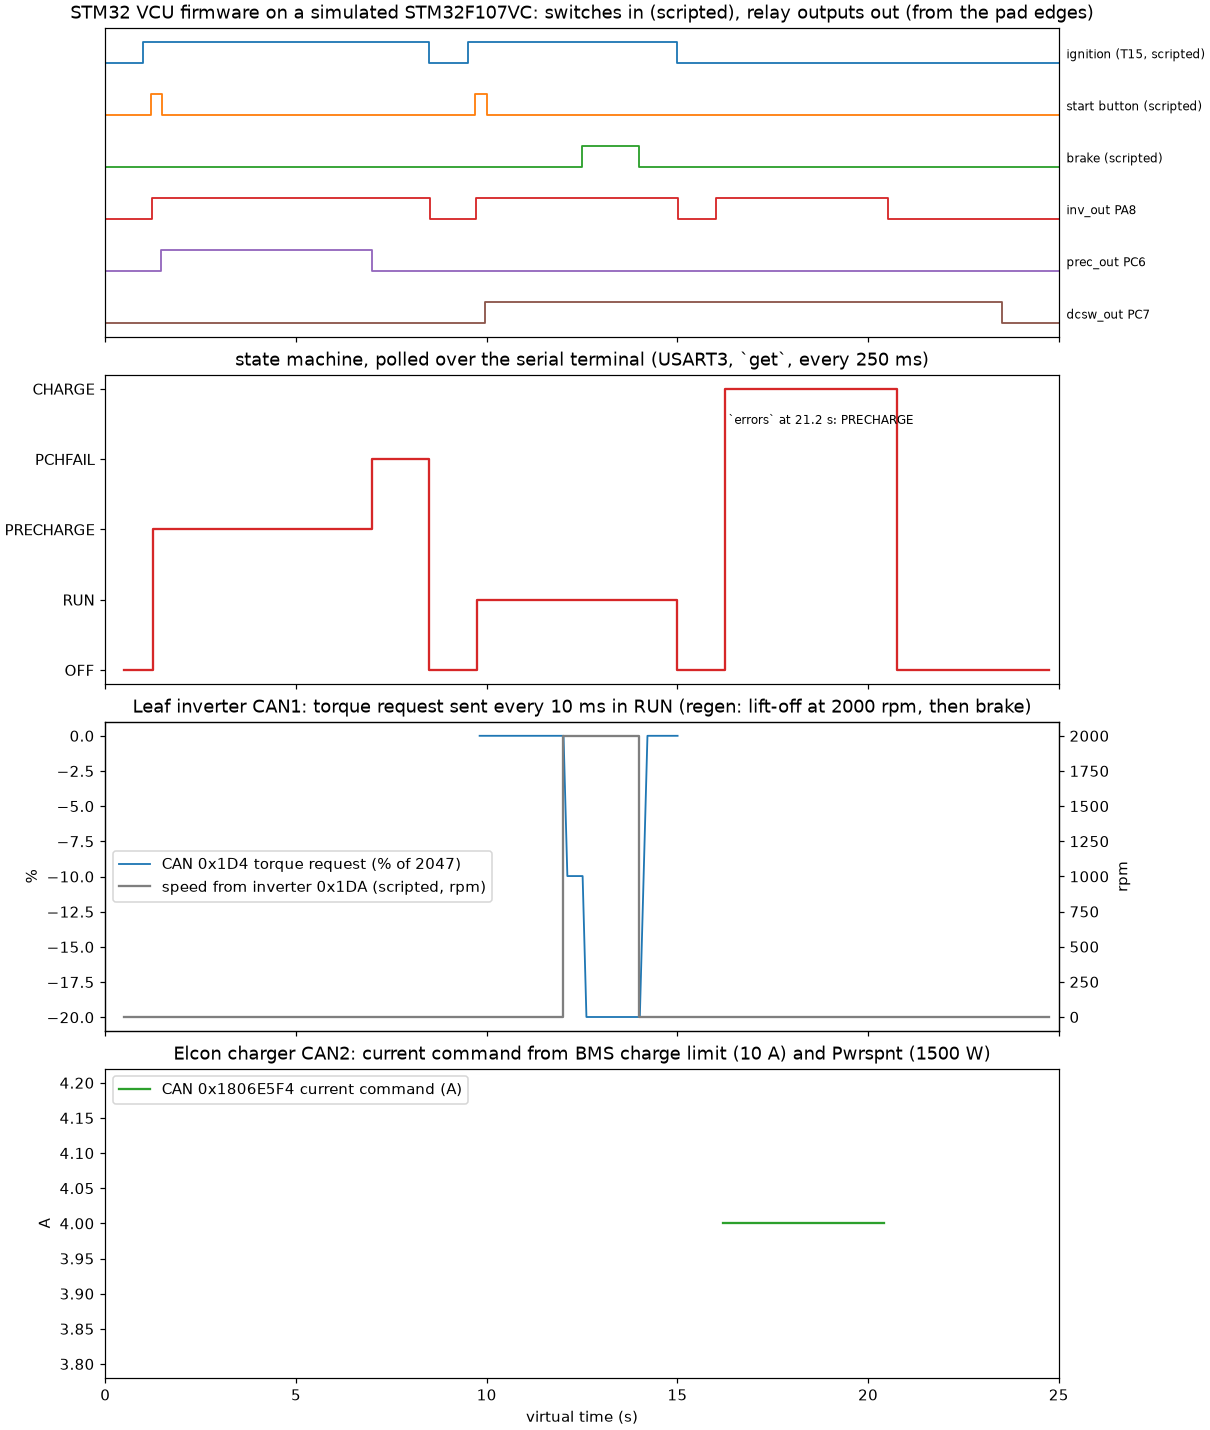 STM32 VCU firmware on a simulated STM32F107VC: switches in (scripted), relay outputs out (from the pad edges)
ignition (T15, scripted)
start button (scripted)
brake (scripted)
inv_out PA8
prec_out PC6
dcsw_out PC7
state machine, polled over the serial terminal (USART3, `get`, every 250 ms)
CHARGE
`errors` at 21.2 s: PRECHARGE
PCHFAIL
PRECHARGE
RUN
OFF
Leaf inverter CAN1: torque request sent every 10 ms in RUN (regen: lift-off at 2000 rpm, then brake)
0.0
−2.5
−5.0
−7.5
−10.0
−12.5
−15.0
−17.5
−20.0
%
CAN 0x1D4 torque request (% of 2047)
speed from inverter 0x1DA (scripted, rpm)
2000
1750
1500
1250
1000
750
500
250
0
rpm
Elcon charger CAN2: current command from BMS charge limit (10 A) and Pwrspnt (1500 W)
CAN 0x1806E5F4 current command (A)
4.20
4.15
4.10
4.05
4.00
3.95
3.90
3.85
3.80
A
0 5 10 15 20 25
virtual time (s)